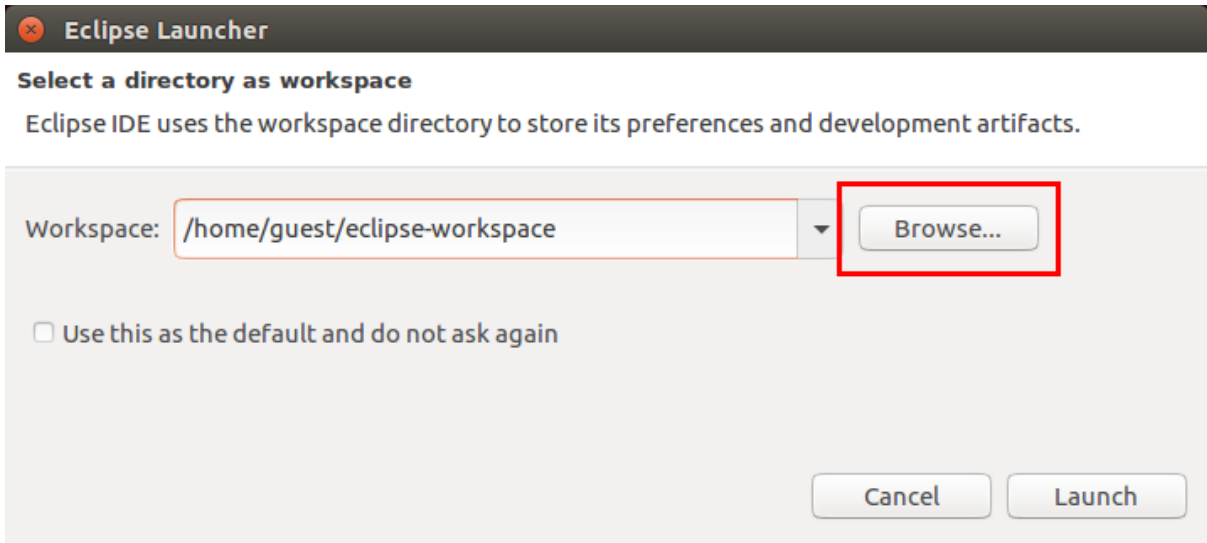 Eclipse Launcher
Select a directory as workspace
Eclipse IDE uses the workspace directory to store its preferences and development artifacts.
Workspace: /home/guest/eclipse-workspace Browse...
Use this as the default and do not ask again
Cancel Launch